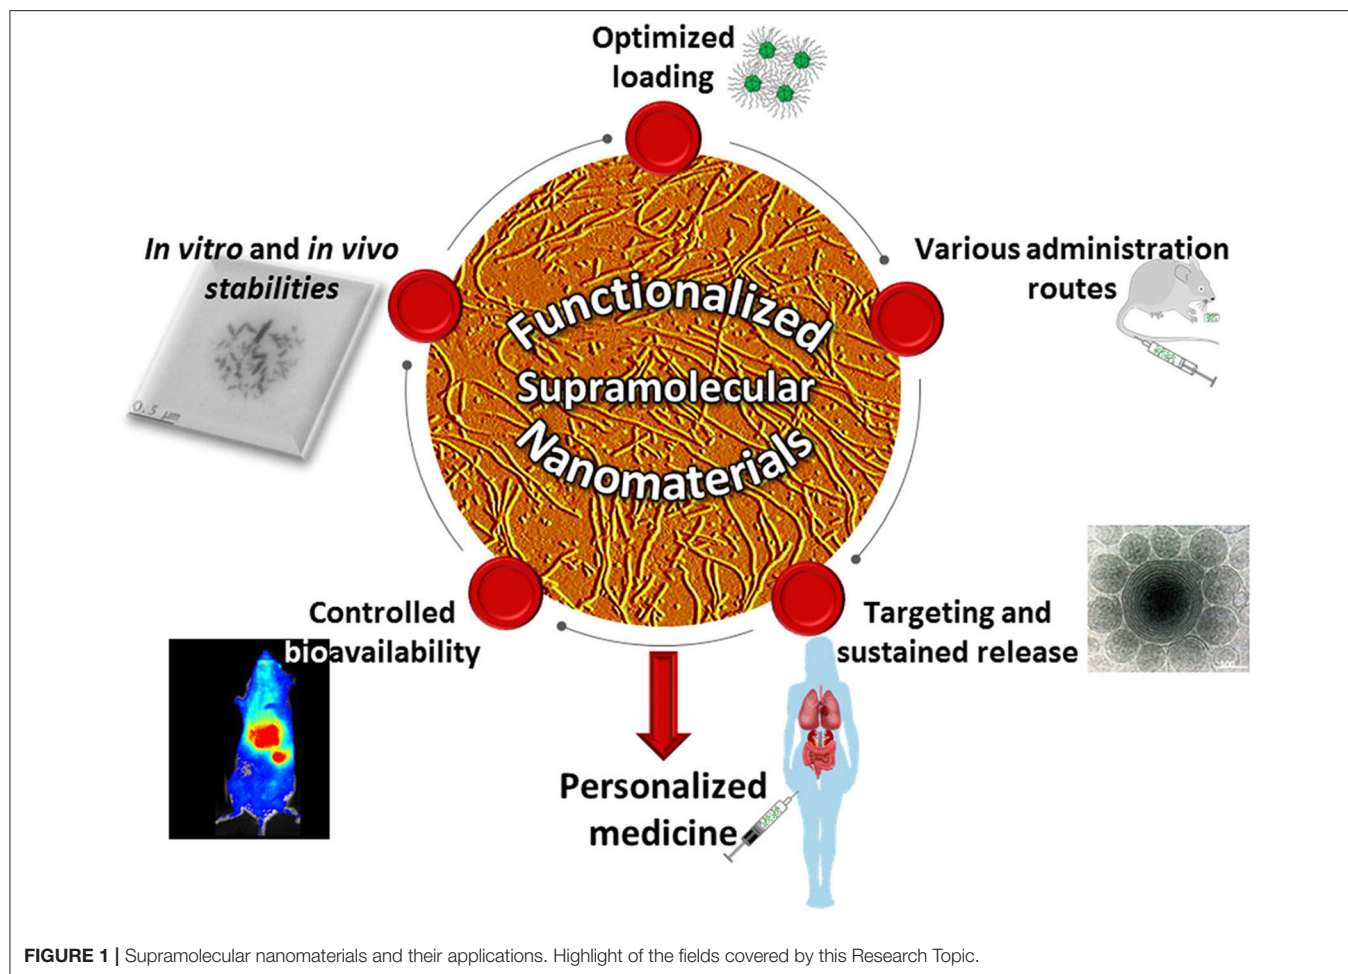 Optimized
loading
In vitro and in vivo
stabilities
Various administration
routes
0.5 µm
Functionalized
Supramolecular
Nanomaterials
Controlled
bioavailability
Targeting and
sustained release
Personalized
medicine
FIGURE 1 | Supramolecular nanomaterials and their applications. Highlight of the fields covered by this Research Topic.